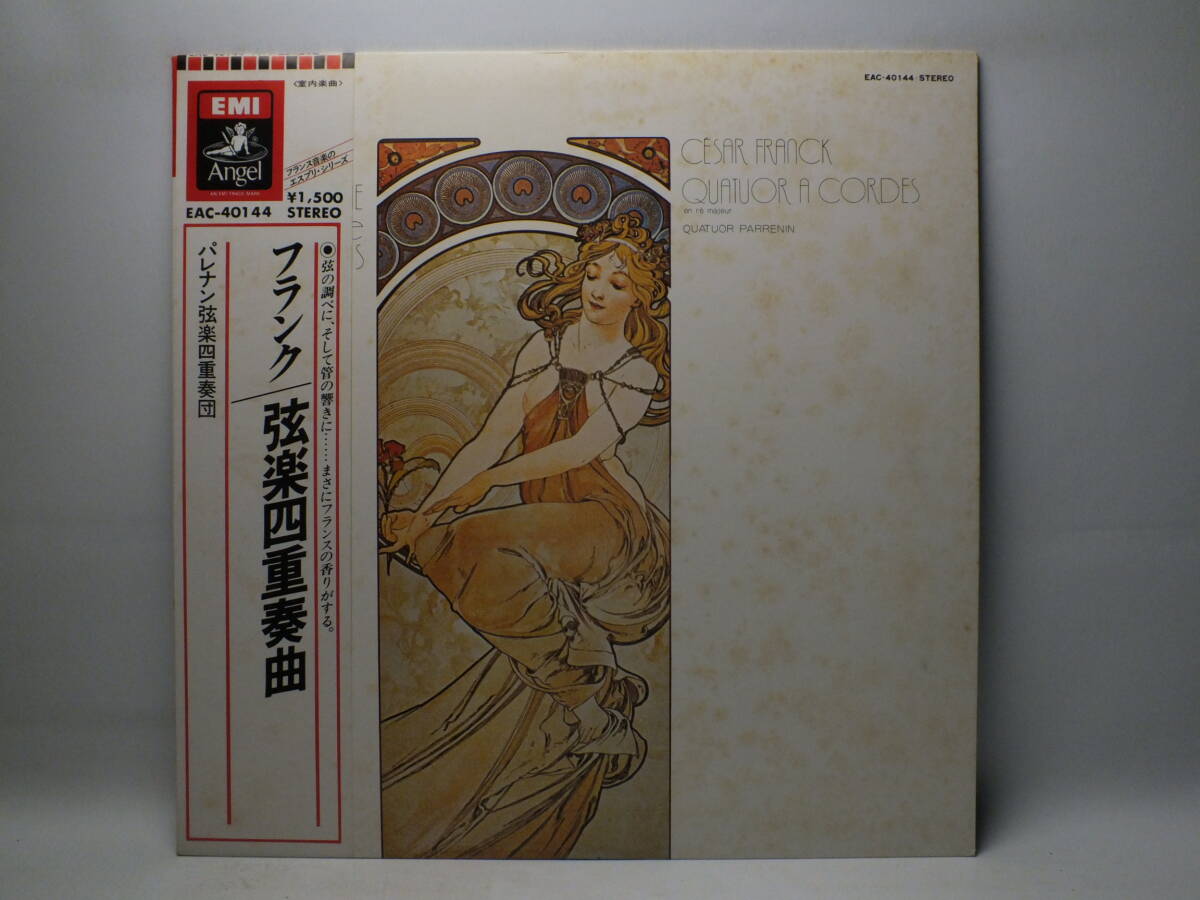 EMI
Angel
AN EMI TRADE MARK
〈室内楽曲〉
フランス音楽の
エスプリ・シリーズ
¥1,500
EAC-40144 STEREO
◉弦の調べに、そして管の響きに……まさにフランスの香りがする。
フランク/弦楽四重奏曲
パレナン弦楽四重奏団
EAC-40144 STEREO
CÉSAR FRANCK
QUATUOR A CORDES
en ré majeur
QUATUOR PARRENIN